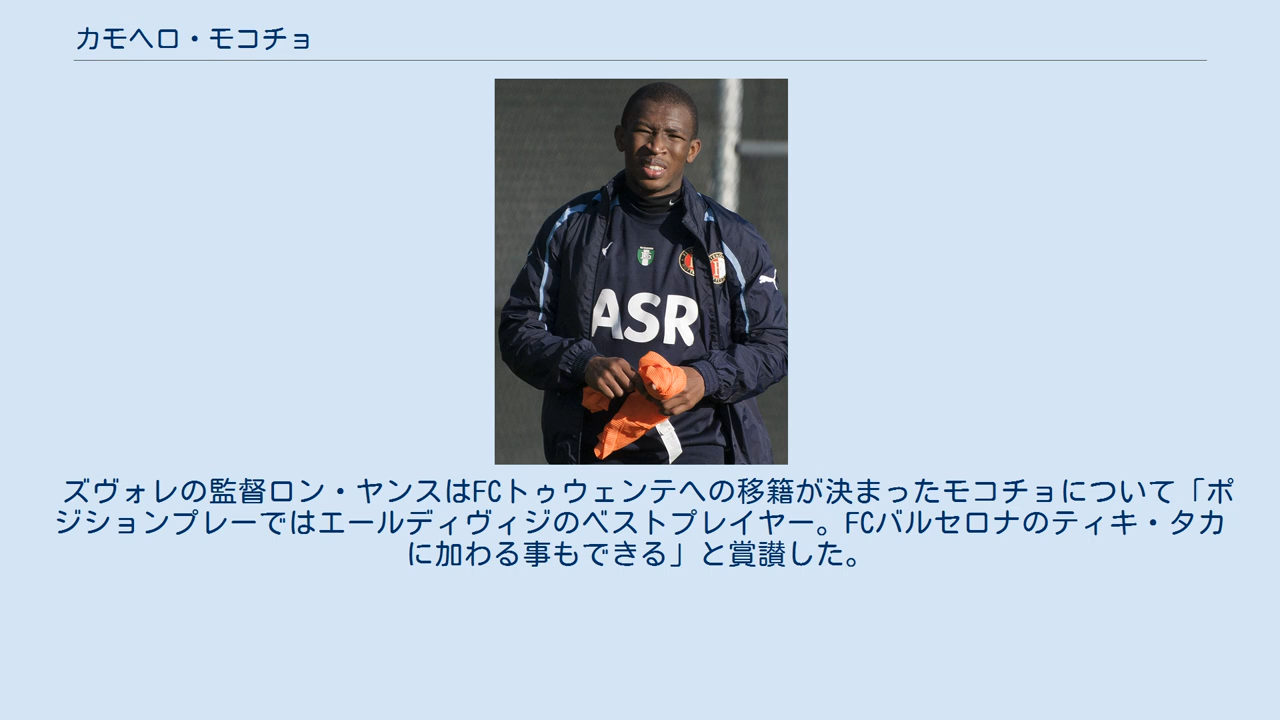 カモヘロ・モコチョ
ASR
ズヴォレの監督ロン・ヤンスはFCトゥウェンテへの移籍が決まったモコチョについて「ポ
ジションプレーではエールディヴィジのベストプレイヤー。FCバルセロナのティキ・タカ
に加わる事もできる」と賞讃した。